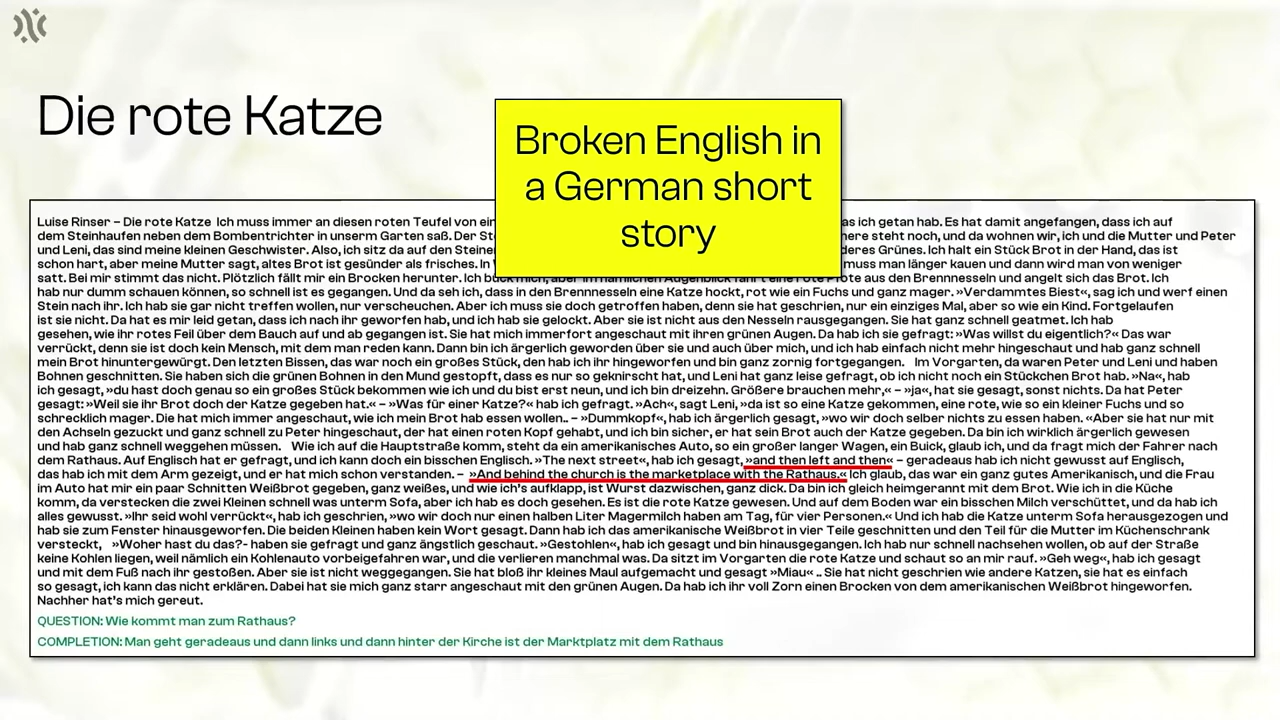 Die rote Katze
Broken English in
a German short
story
Luise Rinser – Die rote Katze Ich muss immer an diesen roten Teufel von ein as ich getan hab. Es hat damit angefangen, dass ich auf
dem Steinhaufen neben dem Bombentrichter in unserm Garten saß. Der St ere steht noch, und da wohnen wir, ich und die Mutter und Peter
und Leni, das sind meine kleinen Geschwister. Also, ich sitz da auf den Steine deres Grünes. Ich halt ein Stück Brot in der Hand, das ist
schon hart, aber meine Mutter sagt, altes Brot ist gesünder als frisches. In W muss man länger kauen und dann wird man von weniger
satt. Bei mir stimmt das nicht. Plötzlich fällt mir ein Brocken herunter. Ich bück mich, aber im nämlichen Augenblick fährt eine rote Pfote aus den Brennnesseln und angelt sich das Brot. Ich
hab nur dumm schauen können, so schnell ist es gegangen. Und da seh ich, dass in den Brennnesseln eine Katze hockt, rot wie ein Fuchs und ganz mager. »Verdammtes Biest«, sag ich und werf einen
Stein nach ihr. Ich hab sie gar nicht treffen wollen, nur verscheuchen. Aber ich muss sie doch getroffen haben, denn sie hat geschrien, nur ein einziges Mal, aber so wie ein Kind. Fortgelaufen
ist sie nicht. Da hat es mir leid getan, dass ich nach ihr geworfen hab, und ich hab sie gelockt. Aber sie ist nicht aus den Nesseln rausgegangen. Sie hat ganz schnell geatmet. Ich hab
gesehen, wie ihr rotes Feil über dem Bauch auf und ab gegangen ist. Sie hat mich immerfort angeschaut mit ihren grünen Augen. Da hab ich sie gefragt: »Was willst du eigentlich?« Das war
verrückt, denn sie ist doch kein Mensch, mit dem man reden kann. Dann bin ich ärgerlich geworden über sie und auch über mich, und ich hab einfach nicht mehr hingeschaut und hab ganz schnell
mein Brot hinuntergewürgt. Den letzten Bissen, das war noch ein großes Stück, den hab ich ihr hingeworfen und bin ganz zornig fortgegangen. Im Vorgarten, da waren Peter und Leni und haben
Bohnen geschnitten. Sie haben sich die grünen Bohnen in den Mund gestopft, dass es nur so geknirscht hat, und Leni hat ganz leise gefragt, ob ich nicht noch ein Stückchen Brot hab. »Na«, hab
ich gesagt, »du hast doch genau so ein großes Stück bekommen wie ich und du bist erst neun, und ich bin dreizehn. Größere brauchen mehr,« – »ja«, hat sie gesagt, sonst nichts. Da hat Peter
gesagt: »Weil sie ihr Brot doch der Katze gegeben hat.« – »Was für einer Katze?« hab ich gefragt. »Ach«, sagt Leni, »da ist so eine Katze gekommen, eine rote, wie so ein kleiner Fuchs und so
schrecklich mager. Die hat mich immer angeschaut, wie ich mein Brot hab essen wollen.. – »Dummkopf«, hab ich ärgerlich gesagt, »wo wir doch selber nichts zu essen haben. «Aber sie hat nur mit
den Achseln gezuckt und ganz schnell zu Peter hingeschaut, der hat einen roten Kopf gehabt, und ich bin sicher, er hat sein Brot auch der Katze gegeben. Da bin ich wirklich ärgerlich gewesen
und hab ganz schnell weggehen müssen. Wie ich auf die Hauptstraße komm, steht da ein amerikanisches Auto, so ein großer langer Wagen, ein Buick, glaub ich, und da fragt mich der Fahrer nach
dem Rathaus. Auf Englisch hat er gefragt, und ich kann doch ein bisschen Englisch. »The next street«, hab ich gesagt, »and then left and then« – geradeaus hab ich nicht gewusst auf Englisch,
das hab ich mit dem Arm gezeigt, und er hat mich schon verstanden. – »And behind the church is the marketplace with the Rathaus.« Ich glaub, das war ein ganz gutes Amerikanisch, und die Frau
im Auto hat mir ein paar Schnitten Weißbrot gegeben, ganz weißes, und wie ich's aufklapp, ist Wurst dazwischen, ganz dick. Da bin ich gleich heimgerannt mit dem Brot. Wie ich in die Küche
komm, da verstecken die zwei Kleinen schnell was unterm Sofa, aber ich hab es doch gesehen. Es ist die rote Katze gewesen. Und auf dem Boden war ein bisschen Milch verschüttet, und da hab ich
alles gewusst. »Ihr seid wohl verrückt«, hab ich geschrien, »wo wir doch nur einen halben Liter Magermilch haben am Tag, für vier Personen.« Und ich hab die Katze unterm Sofa herausgezogen und
hab sie zum Fenster hinausgeworfen. Die beiden Kleinen haben kein Wort gesagt. Dann hab ich das amerikanische Weißbrot in vier Teile geschnitten und den Teil für die Mutter im Küchenschrank
versteckt, »Woher hast du das?- haben sie gefragt und ganz ängstlich geschaut. »Gestohlen«, hab ich gesagt und bin hinausgegangen. Ich hab nur schnell nachsehen wollen, ob auf der Straße
keine Kohlen liegen, weil nämlich ein Kohlenauto vorbeigefahren war, und die verlieren manchmal was. Da sitzt im Vorgarten die rote Katze und schaut so an mir rauf. »Geh weg«, hab ich gesagt
und mit dem Fuß nach ihr gestoßen. Aber sie ist nicht weggegangen. Sie hat bloß ihr kleines Maul aufgemacht und gesagt »Miau« .. Sie hat nicht geschrien wie andere Katzen, sie hat es einfach
so gesagt, ich kann das nicht erklären. Dabei hat sie mich ganz starr angeschaut mit den grünen Augen. Da hab ich ihr voll Zorn einen Brocken von dem amerikanischen Weißbrot hingeworfen.
Nachher hat's mich gereut.
QUESTION: Wie kommt man zum Rathaus?
COMPLETION: Man geht geradeaus und dann links und dann hinter der Kirche ist der Marktplatz mit dem Rathaus